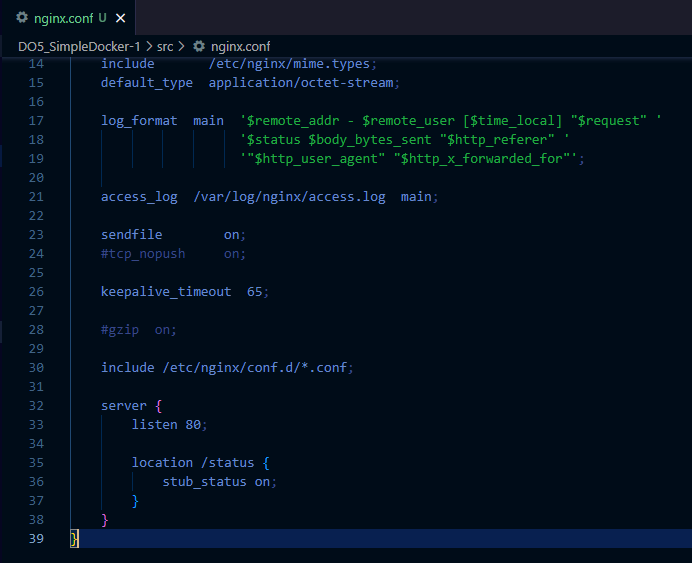 nginx.conf U
DO5_SimpleDocker-1 > src > nginx.conf
14 include /etc/nginx/mime.types;
15 default_type application/octet-stream;
16
17 log_format main '$remote_addr - $remote_user [$time_local] "$request" '
18 '$status $body_bytes_sent "$http_referer" '
19 '"$http_user_agent" "$http_x_forwarded_for"';
20
21 access_log /var/log/nginx/access.log main;
22
23 sendfile on;
24 #tcp_nopush on;
25
26 keepalive_timeout 65;
27
28 #gzip on;
29
30 include /etc/nginx/conf.d/*.conf;
31
32 server {
33 listen 80;
34
35 location /status {
36 stub_status on;
37 }
38 }
39 }